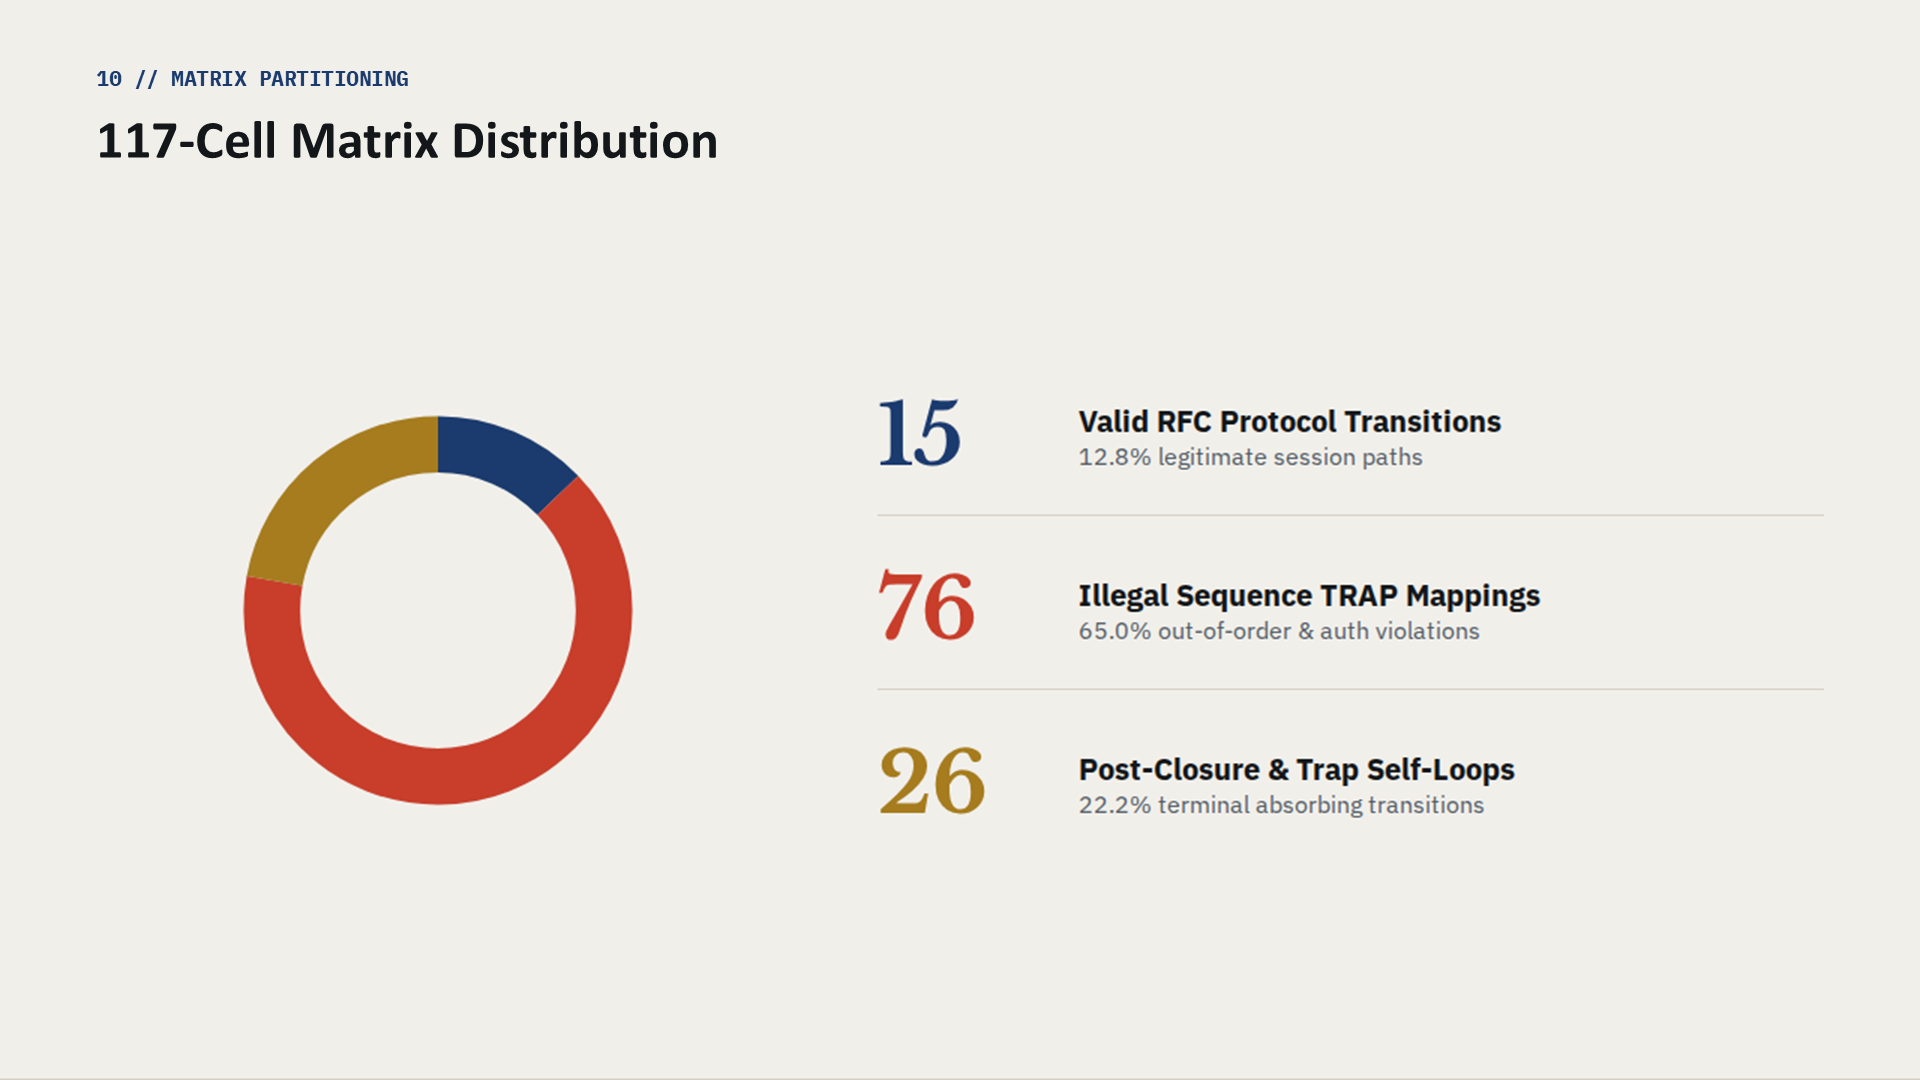 10 // MATRIX PARTITIONING
117-Cell Matrix Distribution
15
Valid RFC Protocol Transitions
12.8% legitimate session paths
76
Illegal Sequence TRAP Mappings
65.0% out-of-order & auth violations
26
Post-Closure & Trap Self-Loops
22.2% terminal absorbing transitions